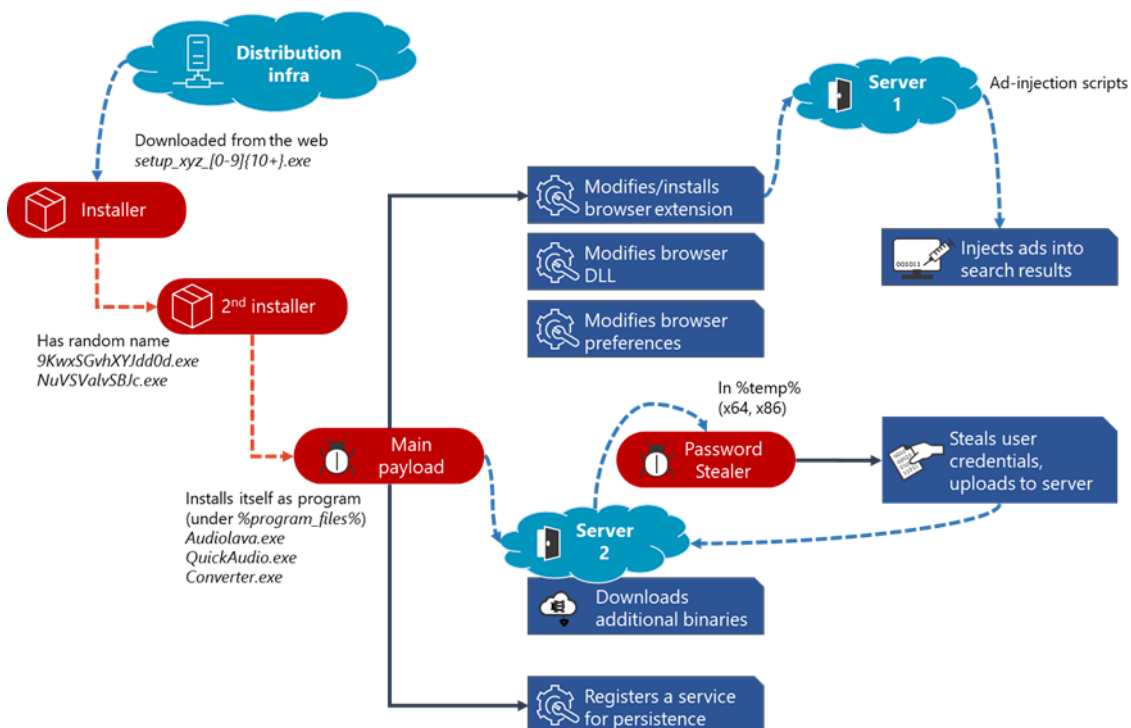 Distribution
infra
Downloaded from the web
setup_xyz_[0-9]{10+}.exe
Installer
2nd installer
Has random name
9KwxSGvhXYJdd0d.exe
NuVSValvSBJc.exe
Main
payload
Installs itself as program
(under %program_files%)
Audiolava.exe
QuickAudio.exe
Converter.exe
Modifies/installs
browser extension
Modifies browser
DLL
Modifies browser
preferences
Server
1
Ad-injection scripts
001011
Injects ads into
search results
In %temp%
(x64, x86)
Password
Stealer
Steals user
credentials,
uploads to server
Server
2
Downloads
additional binaries
Registers a service
for persistence